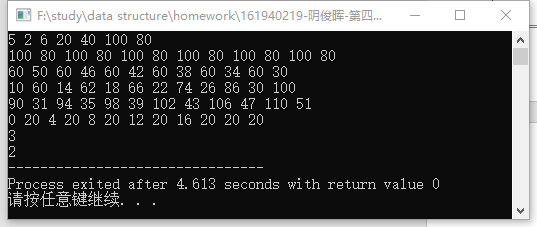 F:\study\data structure\homework\161940219-阴俊晖-第四...
5 2 6 20 40 100 80
100 80 100 80 100 80 100 80 100 80 100 80
60 50 60 46 60 42 60 38 60 34 60 30
10 60 14 62 18 66 22 74 26 86 30 100
90 31 94 35 98 39 102 43 106 47 110 51
0 20 4 20 8 20 12 20 16 20 20 20
3
2
--------------------------------
Process exited after 4.613 seconds with return value 0
请按任意键继续. . .